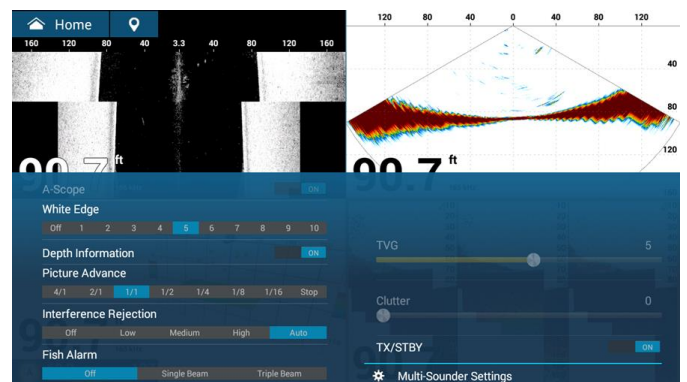 Home
160 120 80 40 3.3 40 80 120 160
120 80 40 0 40 80 120
40
80
120
90.7 ft
90.7 ft
A-Scope ON
White Edge
Off 1 2 3 4 5 6 7 8 9 10
Depth Information ON
Picture Advance
4/1 2/1 1/1 1/2 1/4 1/8 1/16 Stop
Interference Rejection
Off Low Medium High Auto
Fish Alarm
Off Single Beam Triple Beam
TVG 5
Clutter 0
TX/STBY ON
Multi-Sounder Settings